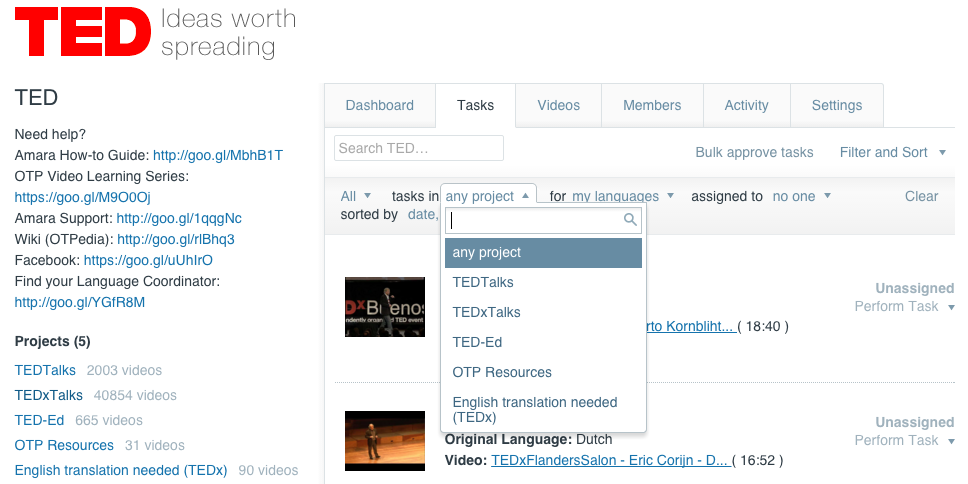 TED Ideas worth
spreading
TED
Need help?
Amara How-to Guide: http://goo.gl/MbhB1T
OTP Video Learning Series:
https://goo.gl/M9O0Oj
Amara Support: http://goo.gl/1qqgNc
Wiki (OTPedia): http://goo.gl/rlBhq3
Facebook: https://goo.gl/uUhIrO
Find your Language Coordinator:
http://goo.gl/YGfR8M
Projects (5)
TEDTalks 2003 videos
TEDxTalks 40854 videos
TED-Ed 665 videos
OTP Resources 31 videos
English translation needed (TEDx) 90 videos
Dashboard Tasks Videos Members Activity Settings
Search TED... Bulk approve tasks Filter and Sort
All tasks in any project for my languages assigned to no one Clear
sorted by date,
any project
TEDTalks
TEDxTalks
TED-Ed
OTP Resources
English translation needed
(TEDx)
Unassigned
Perform Task
rto Kornbliht... ( 18:40 )
Unassigned
Perform Task
Original Language: Dutch
Video: TEDxFlandersSalon - Eric Corijn - D... ( 16:52 )